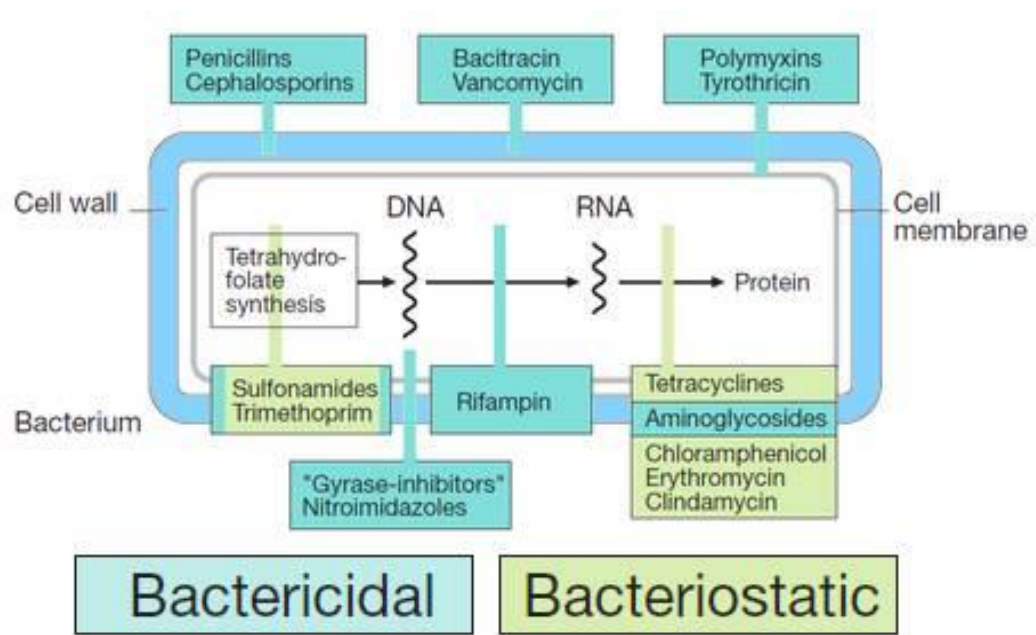 Penicillins
Cephalosporins
Bacitracin
Vancomycin
Polymyxins
Tyrothricin
Cell wall
DNA
RNA
Cell
membrane
Tetrahydro-
folate
synthesis
Protein
Sulfonamides
Trimethoprim
Rifampin
Tetracyclines
Aminoglycosides
Chloramphenicol
Erythromycin
Clindamycin
Bacterium
"Gyrase-inhibitors"
Nitroimidazoles
Bactericidal
Bacteriostatic